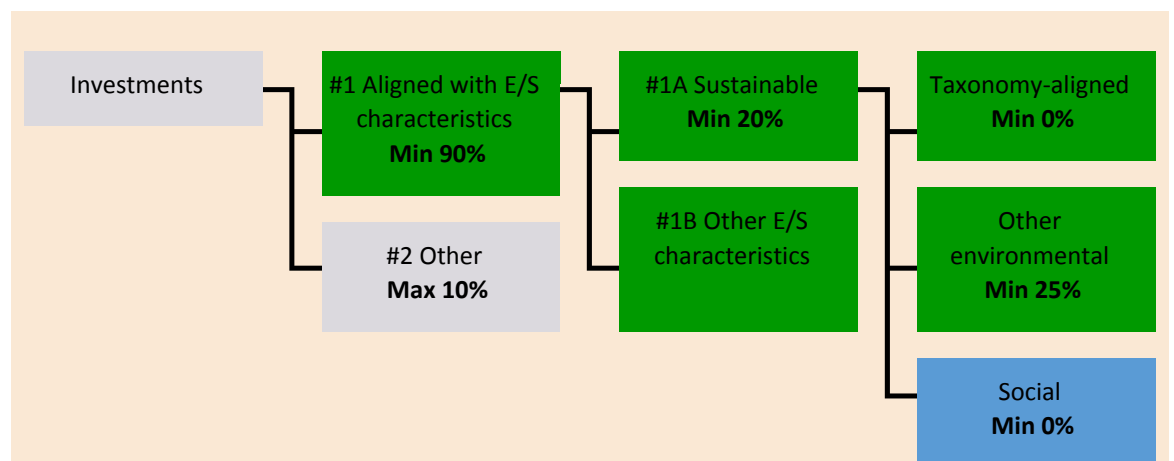 Investments
#1 Aligned with E/S
characteristics
Min 90%
#2 Other
Max 10%
#1A Sustainable
Min 20%
#1B Other E/S
characteristics
Taxonomy-aligned
Min 0%
Other
environmental
Min 25%
Social
Min 0%